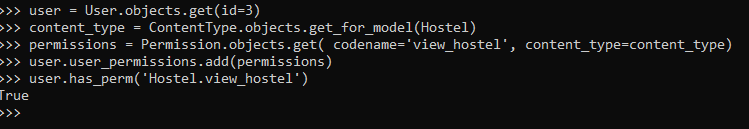 >>> user = User.objects.get(id=3)
>>> content_type = ContentType.objects.get_for_model(Hostel)
>>> permissions = Permission.objects.get( codename='view_hostel', content_type=content_type)
>>> user.user_permissions.add(permissions)
>>> user.has_perm('Hostel.view_hostel')
True
>>>